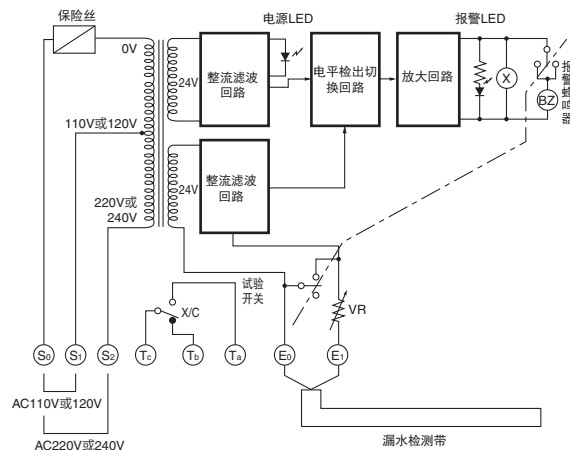 保险丝
电源LED
报警LED
0V
24V
整流滤波
回路
电平检出切
换回路
放大回路
X
BZ
报警蜂鸣器
110V或120V
24V
整流滤波
回路
220V或
240V
试验
开关
X/C
VR
S0
S1
S2
Tc
Tb
Ta
E0
E1
AC110V或120V
AC220V或240V
漏水检测带